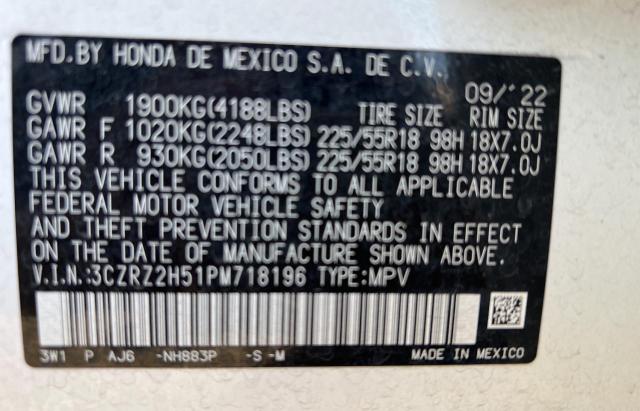 MFD.BY HONDA DE MEXICO S.A. DE C.V.
09/'22
GVWR 1900KG(4188LBS) TIRE SIZE RIM SIZE
GAWR F 1020KG(2248LBS) 225/55R18 98H 18X7.0J
GAWR R 930KG(2050LBS) 225/55R18 98H 18X7.0J
THIS VEHICLE CONFORMS TO ALL APPLICABLE
FEDERAL MOTOR VEHICLE SAFETY
AND THEFT PREVENTION STANDARDS IN EFFECT
ON THE DATE OF MANUFACTURE SHOWN ABOVE.
V.I.N.:3CZRZ2H51PM718196 TYPE:MPV
3W1 P AJ6 -NH883P -S -M MADE IN MEXICO